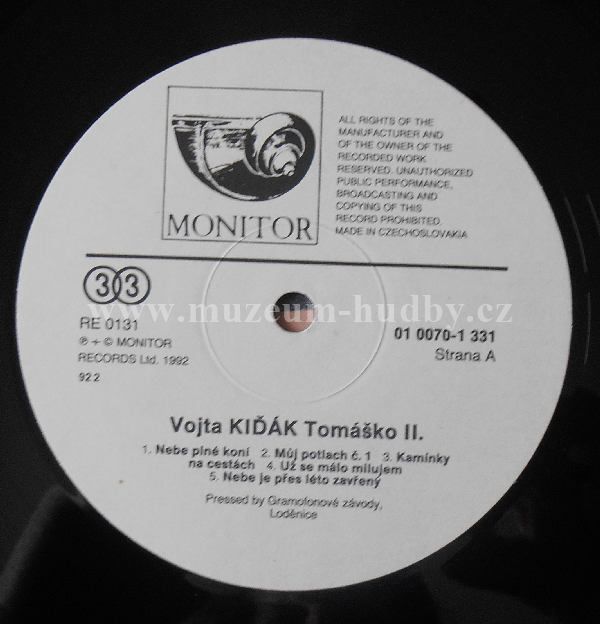 MONITOR
ALL RIGHTS OF THE
MANUFACTURER AND
OF THE OWNER OF THE
RECORDED WORK
RESERVED. UNAUTHORIZED
PUBLIC PERFORMANCE,
BROADCASTING AND
COPYING OF THIS
RECORD PROHIBITED.
MADE IN CZECHOSLOVAKIA
33
www.muzeum-hudby.cz
RE 0131
℗ + © MONITOR
RECORDS Ltd. 1992
92 2
01 0070-1 331
Strana A
Vojta KIĎÁK Tomáško II.
1. Nebe plné koní 2. Můj potlach č. 1 3. Kamínky
na cestách 4. Už se málo milujem
5. Nebe je přes léto zavřený
Pressed by Gramofonové závody,
Loděnice